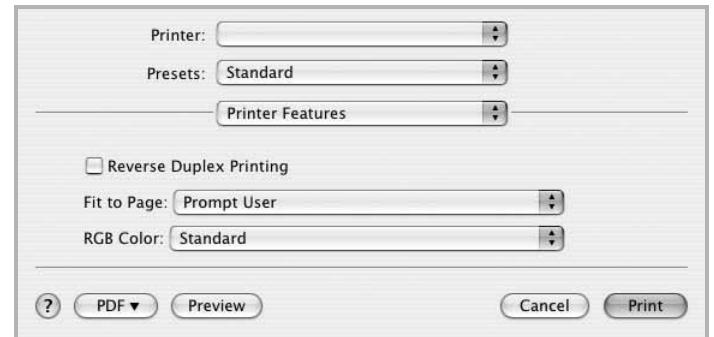 Printer:
Presets: Standard
Printer Features
Reverse Duplex Printing
Fit to Page: Prompt User
RGB Color: Standard
? PDF ▼ Preview Cancel Print